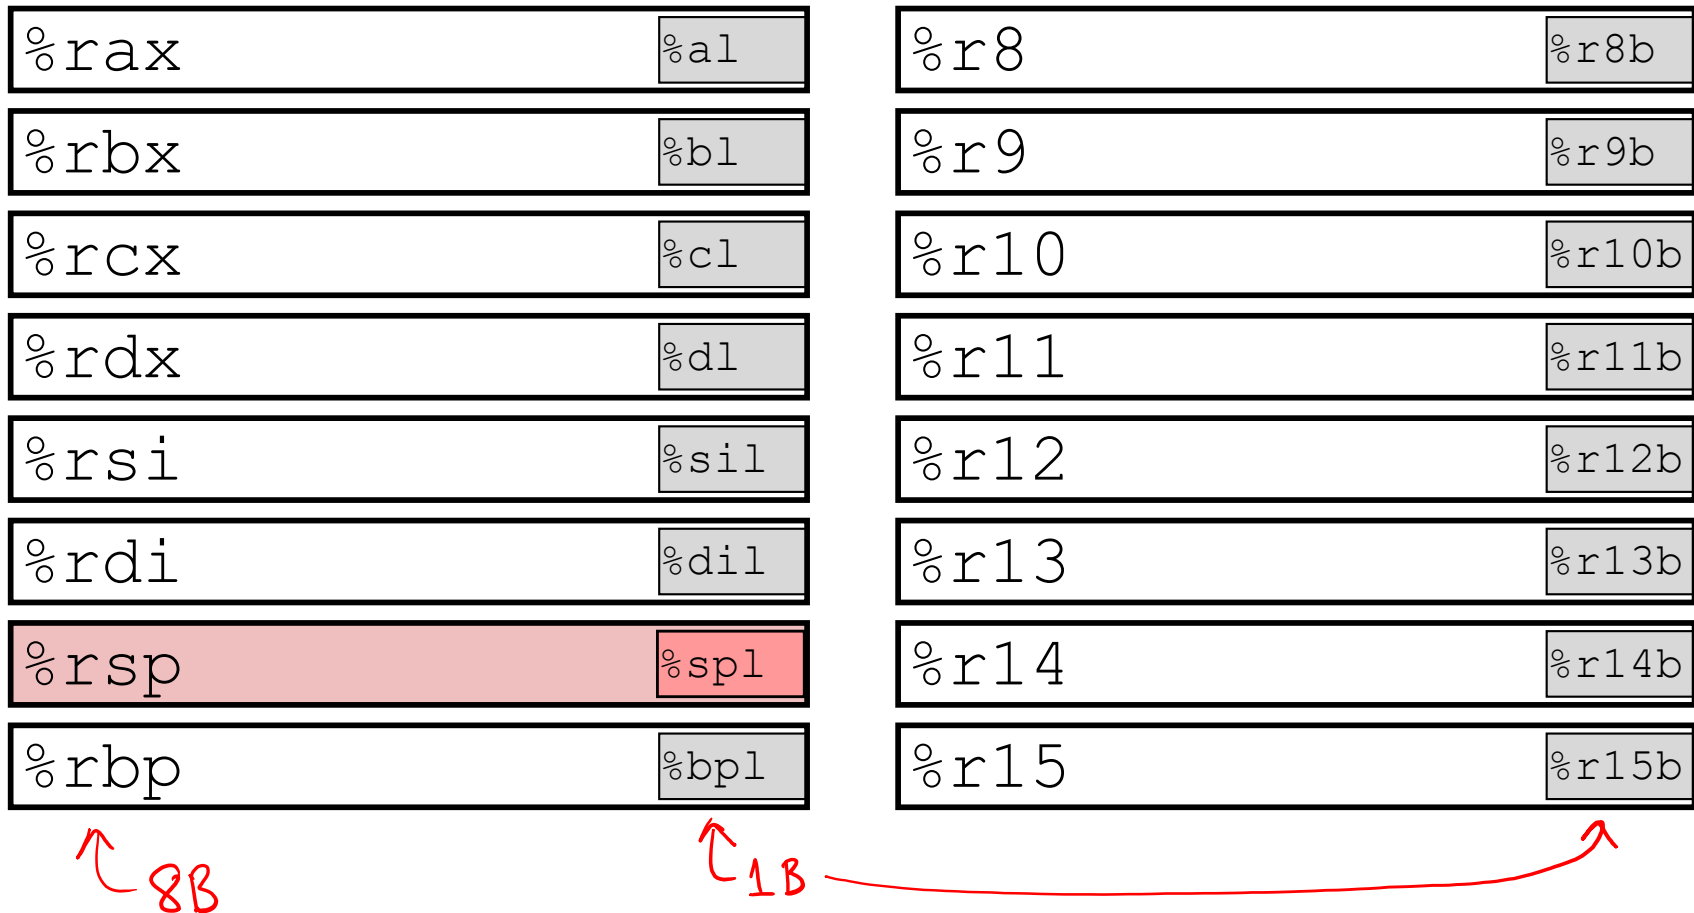 %rax %al %r8 %r8b
%rbx %bl %r9 %r9b
%rcx %cl %r10 %r10b
%rdx %dl %r11 %r11b
%rsi %sil %r12 %r12b
%rdi %dil %r13 %r13b
%rsp %spl %r14 %r14b
%rbp %bpl %r15 %r15b
8B 1B